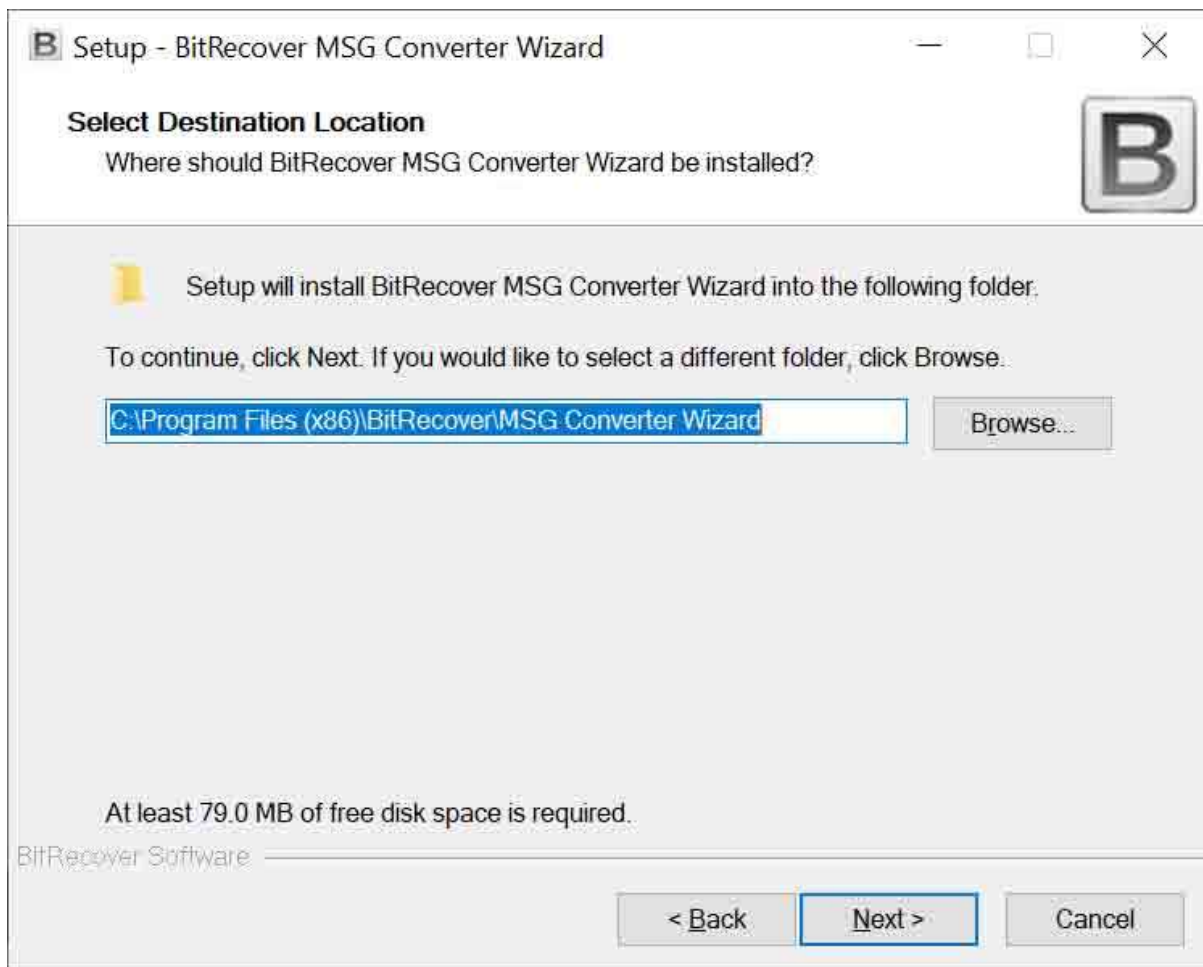 B Setup - BitRecover MSG Converter Wizard
Select Destination Location
Where should BitRecover MSG Converter Wizard be installed?
B
Setup will install BitRecover MSG Converter Wizard into the following folder.
To continue, click Next. If you would like to select a different folder, click Browse.
C:\Program Files (x86)\BitRecover\MSG Converter Wizard
Browse...
At least 79.0 MB of free disk space is required.
BitRecover Software
< Back
Next >
Cancel